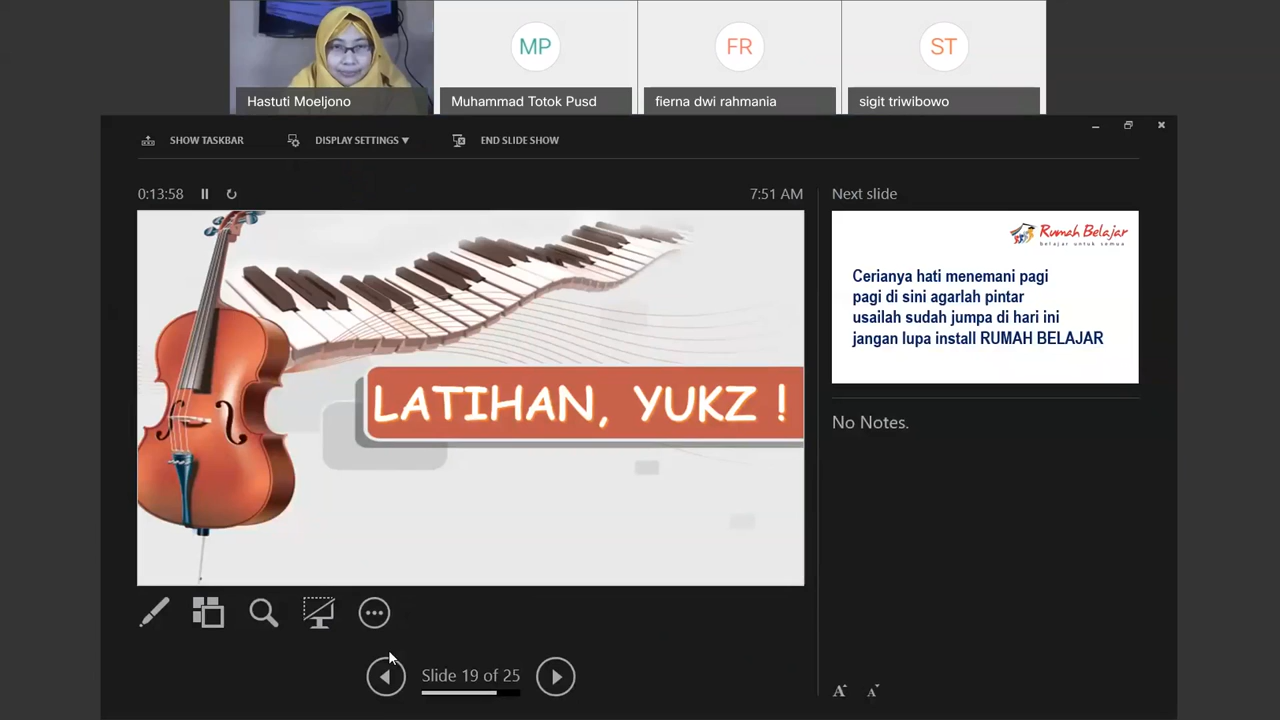 MP
FR
ST
Hastuti Moeljono
Muhammad Totok Pusd
fierna dwi rahmania
sigit triwibowo
SHOW TASKBAR
DISPLAY SETTINGS ▼
END SLIDE SHOW
0:13:58
7:51 AM
LATIHAN, YUKZ !
Slide 19 of 25
Next slide
Rumah Belajar
belajar untuk semua
Cerianya hati menemani pagi
pagi di sini agarlah pintar
usailah sudah jumpa di hari ini
jangan lupa install RUMAH BELAJAR
No Notes.
A A